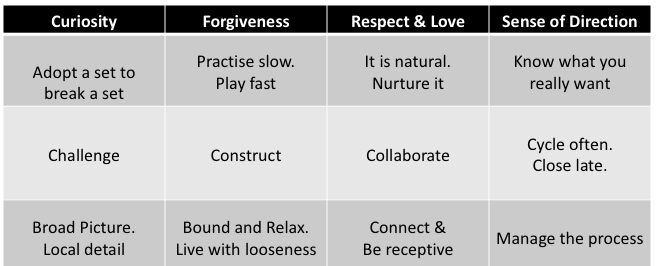 Curiosity Forgiveness Respect & Love Sense of Direction
Adopt a set to
break a set
Practise slow.
Play fast
It is natural.
Nurture it
Know what you
really want
Challenge
Construct
Collaborate
Cycle often.
Close late.
Broad Picture.
Local detail
Bound and Relax.
Live with looseness
Connect &
Be receptive
Manage the process